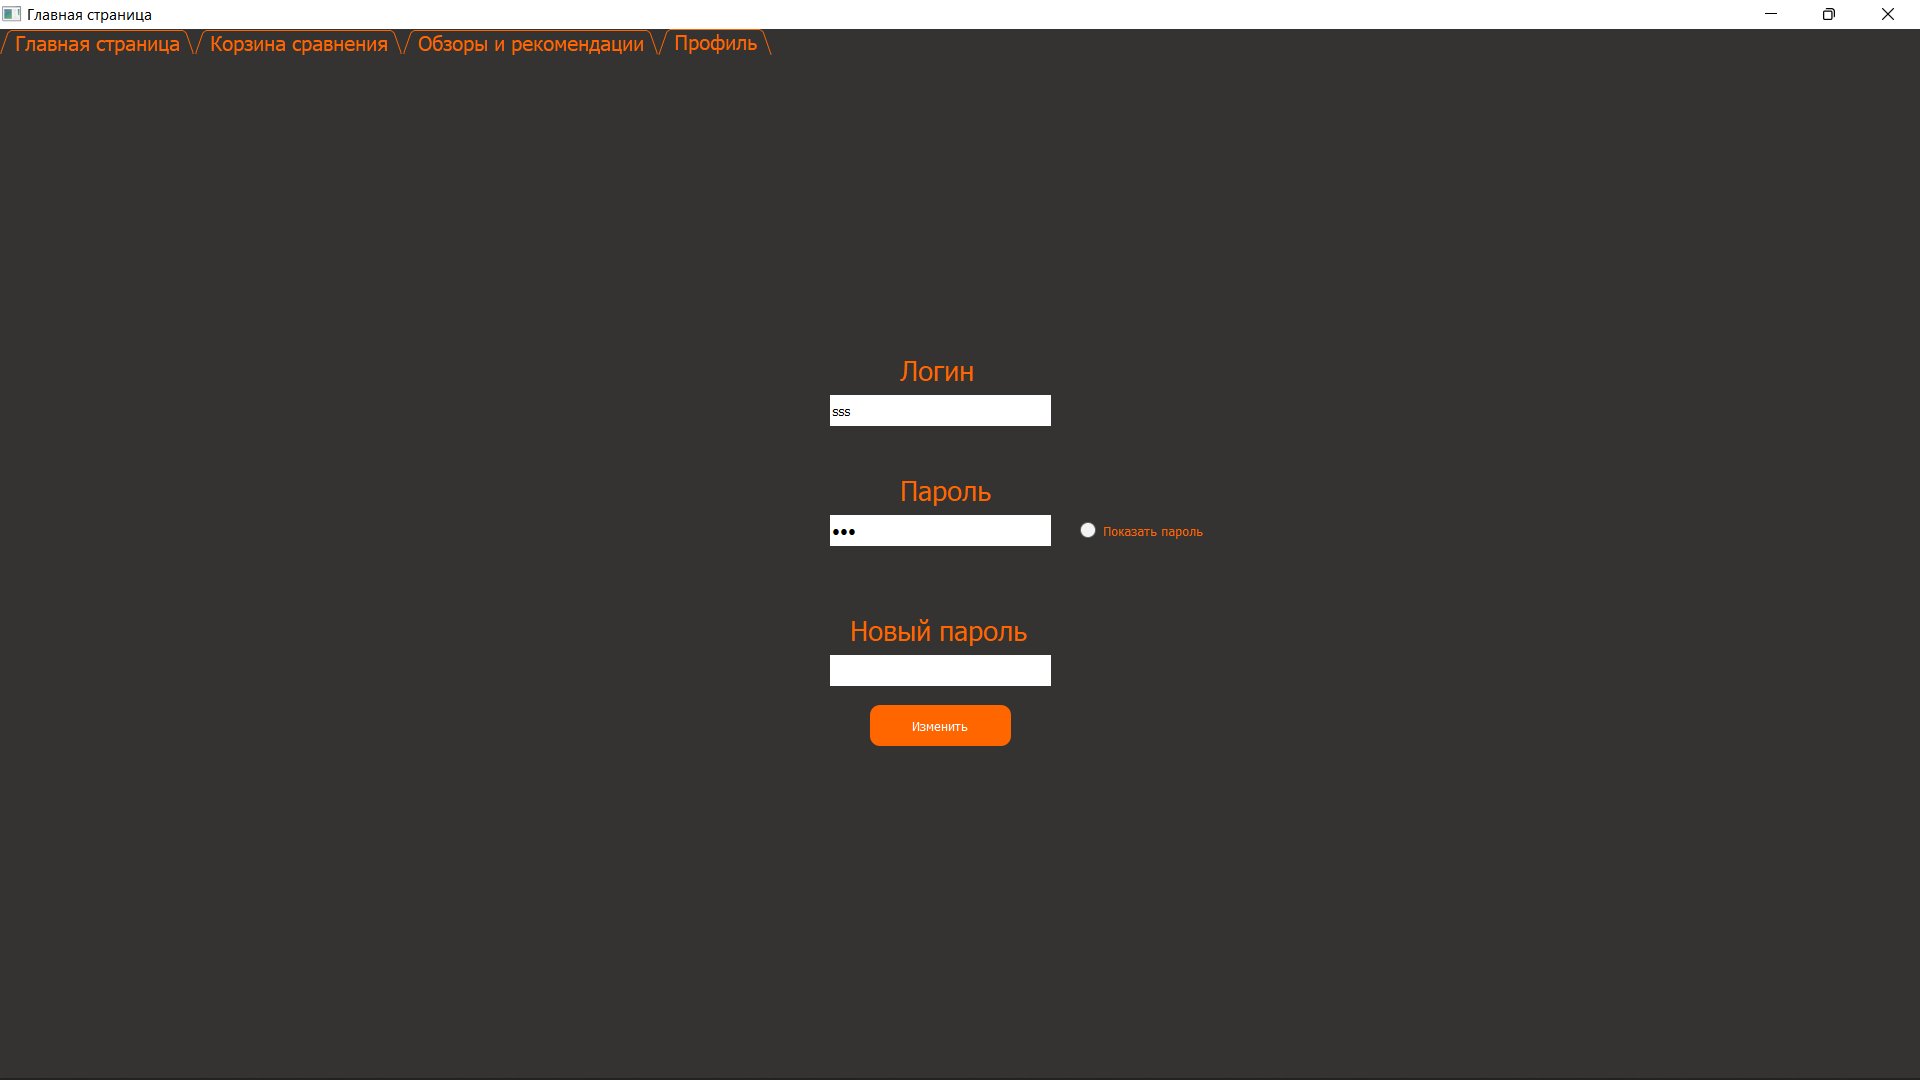 Главная страница
Главная страница Корзина сравнения Обзоры и рекомендации Профиль
Логин
sss
Пароль
•••
Показать пароль
Новый пароль
Изменить